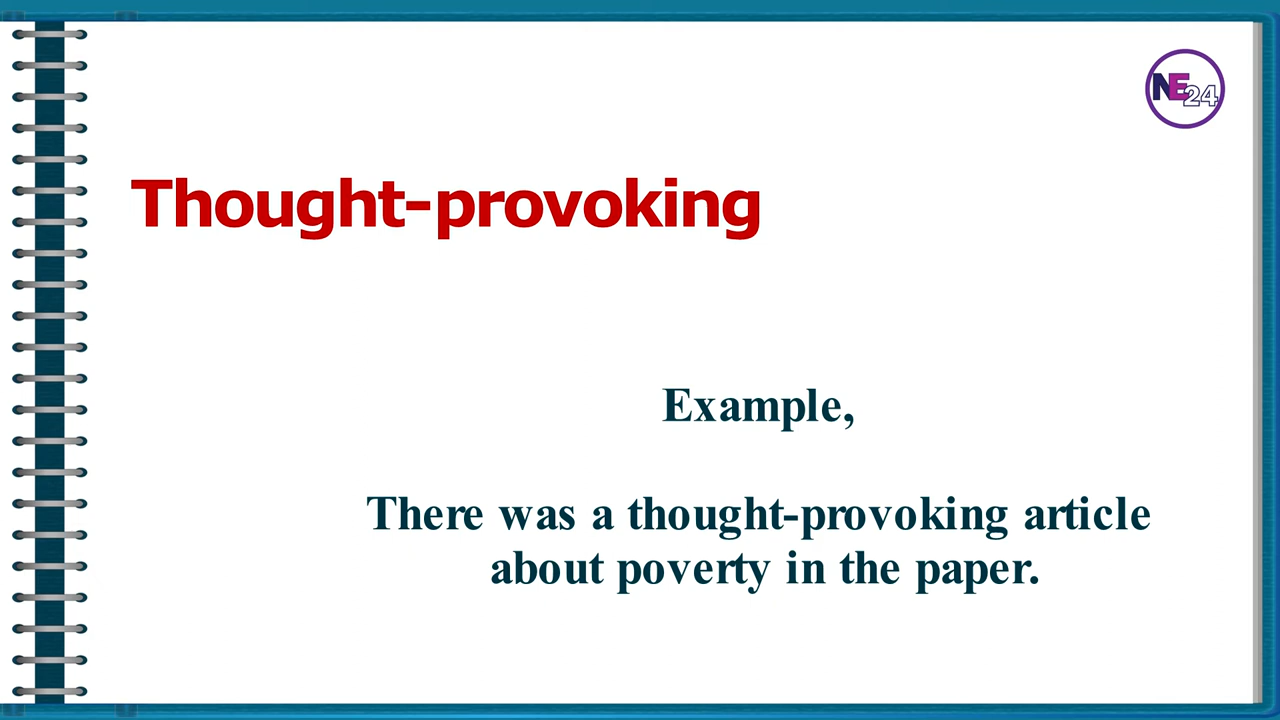 NE24
Thought-provoking
Example,
There was a thought-provoking article
about poverty in the paper.